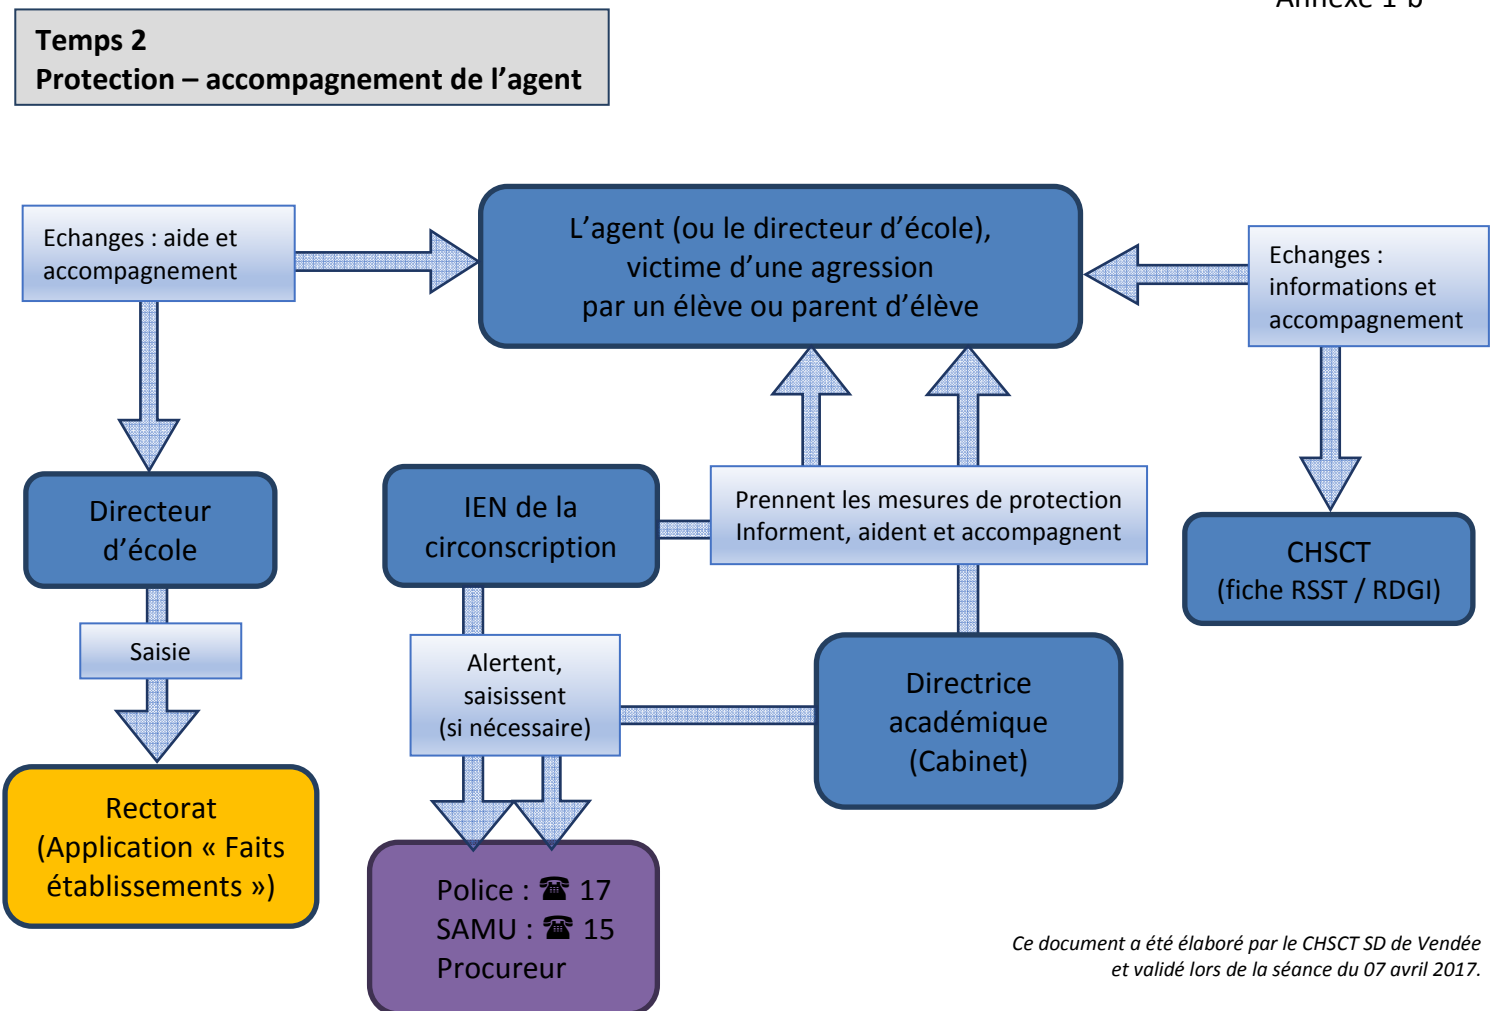 Annexe 1-b
Temps 2
Protection – accompagnement de l'agent
Echanges : aide et
accompagnement
L'agent (ou le directeur d'école),
victime d'une agression
par un élève ou parent d'élève
Echanges :
informations et
accompagnement
Directeur
d'école
IEN de la
circonscription
Prennent les mesures de protection
Informent, aident et accompagnent
CHSCT
(fiche RSST / RDGI)
Saisie
Alertent,
saisissent
(si nécessaire)
Directrice
académique
(Cabinet)
Rectorat
(Application « Faits
établissements »)
Police : ☎ 17
SAMU : ☎ 15
Procureur
Ce document a été élaboré par le CHSCT SD de Vendée
et validé lors de la séance du 07 avril 2017.